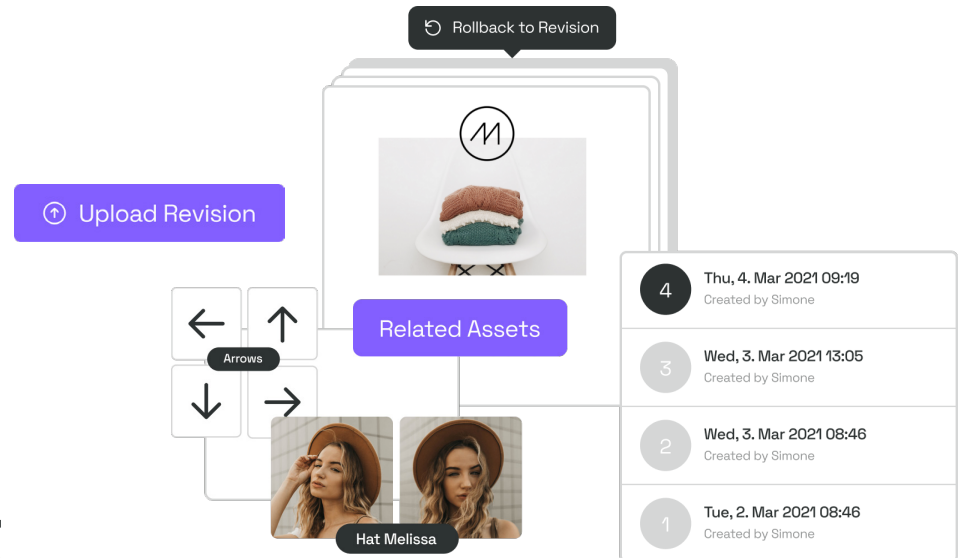 Rollback to Revision
Upload Revision
Related Assets
Arrows
Hat Melissa
4
Thu, 4. Mar 2021 09:19
Created by Simone
3
Wed, 3. Mar 2021 13:05
Created by Simone
2
Wed, 3. Mar 2021 08:46
Created by Simone
1
Tue, 2. Mar 2021 08:46
Created by Simone